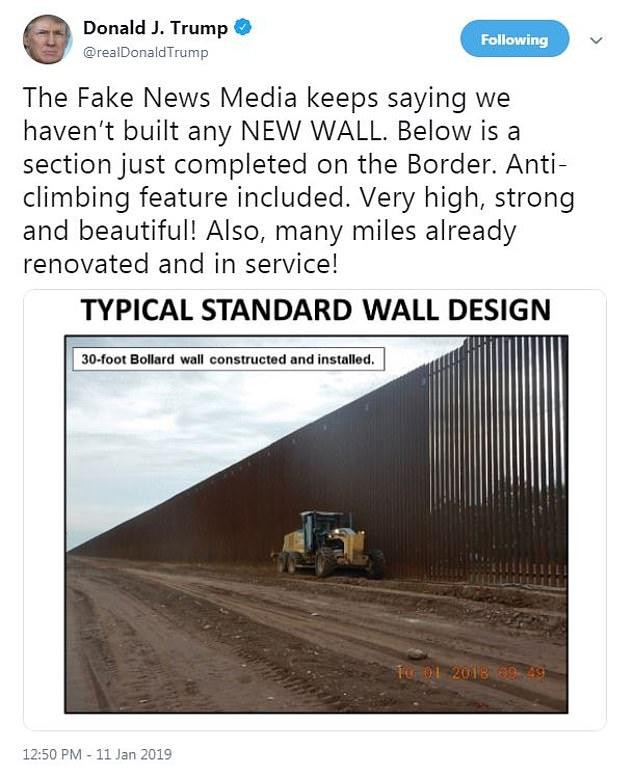 Donald J. Trump
@realDonaldTrump
Following
The Fake News Media keeps saying we
haven’t built any NEW WALL. Below is a
section just completed on the Border. Anti-
climbing feature included. Very high, strong
and beautiful! Also, many miles already
renovated and in service!
TYPICAL STANDARD WALL DESIGN
30-foot Bollard wall constructed and installed.
10 01 2018 09 49
12:50 PM - 11 Jan 2019